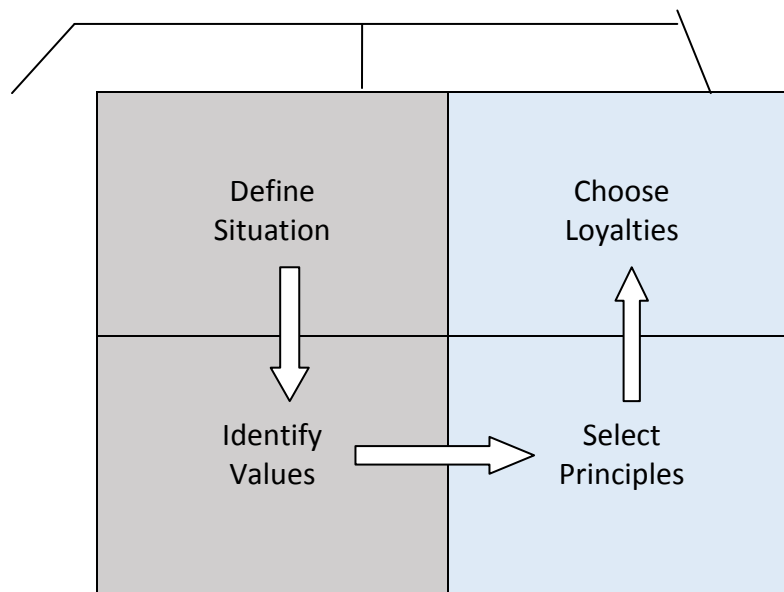 Define
Situation
Choose
Loyalties
Identify
Values
Select
Principles